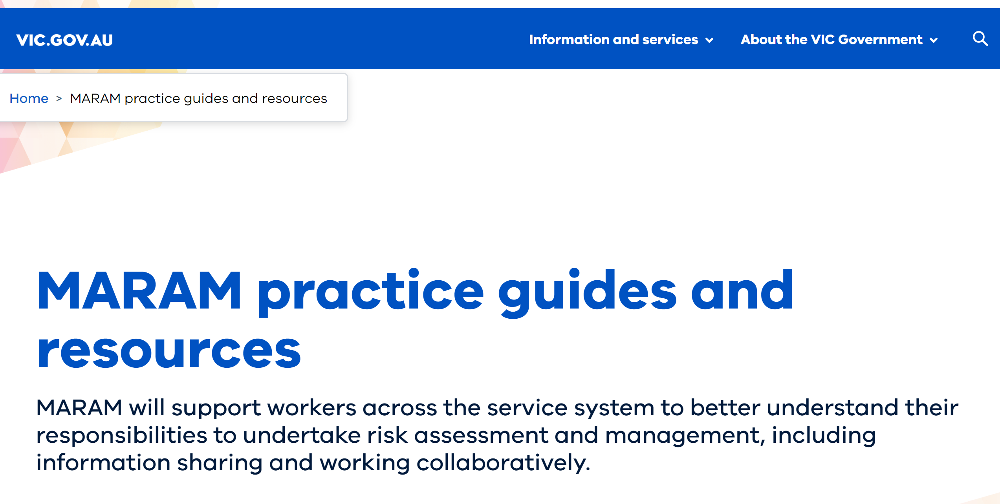 VIC.GOV.AU
Information and services
About the VIC Government
Home > MARAM practice guides and resources
MARAM practice guides and
resources
MARAM will support workers across the service system to better understand their
responsibilities to undertake risk assessment and management, including
information sharing and working collaboratively.